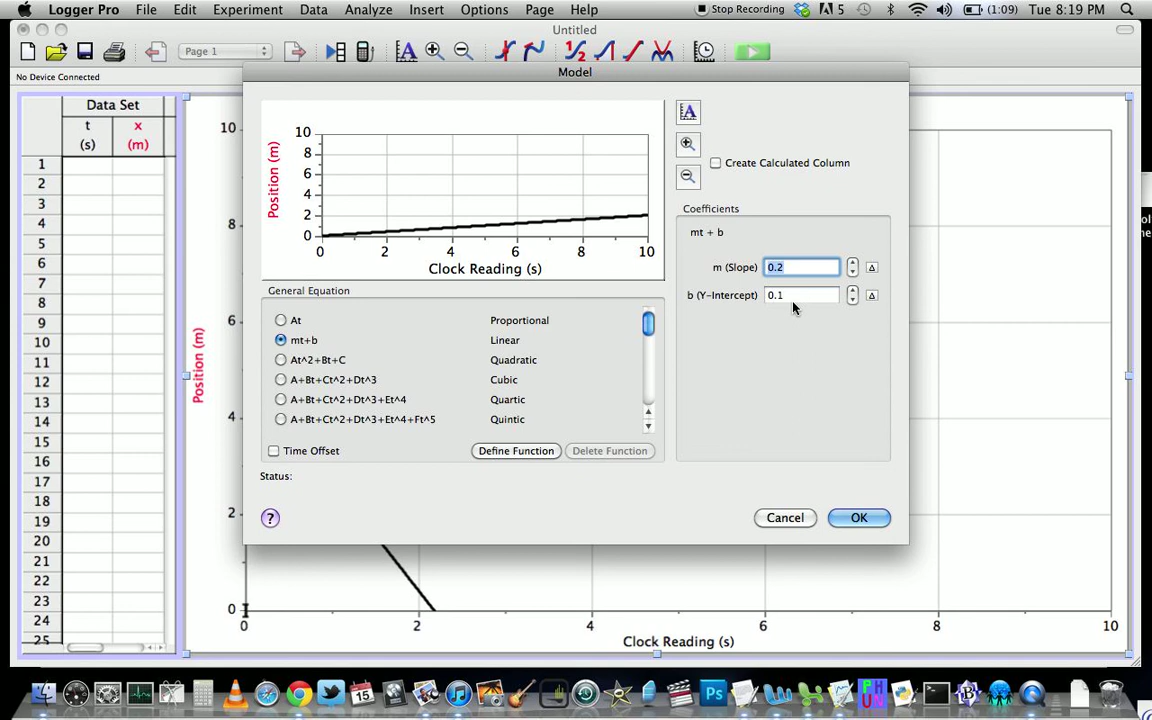 Logger Pro File Edit Experiment Data Analyze Insert Options Page Help Stop Recording 5 (1:09) Tue 8:19 PM
Untitled
Page 1
No Device Connected
Model
Data Set
t x
(s) (m)
1
2
3
4
5
6
7
8
9
10
11
12
13
14
15
16
17
18
19
20
21
22
23
24
25
10
8
6
4
2
0
Position (m)
0 2 4 6 8 10
Clock Reading (s)
10
8
6
4
2
0
Position (m)
0 2 4 6 8 10
Clock Reading (s)
Create Calculated Column
Coefficients
mt + b
m (Slope) 0.2
b (Y-Intercept) 0.1
General Equation
At Proportional
mt+b Linear
At^2+Bt+C Quadratic
A+Bt+Ct^2+Dt^3 Cubic
A+Bt+Ct^2+Dt^3+Et^4 Quartic
A+Bt+Ct^2+Dt^3+Et^4+Ft^5 Quintic
Time Offset Define Function Delete Function
Status:
? Cancel OK
15 Ps